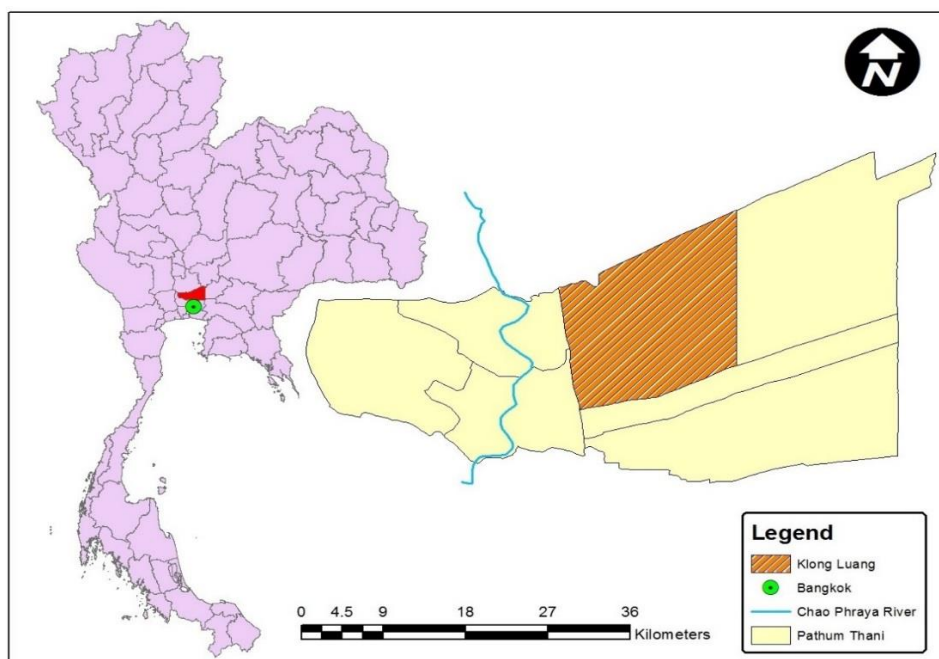 N
Legend
Klong Luang
Bangkok
Chao Phraya River
Pathum Thani
0 4.5 9 18 27 36
Kilometers